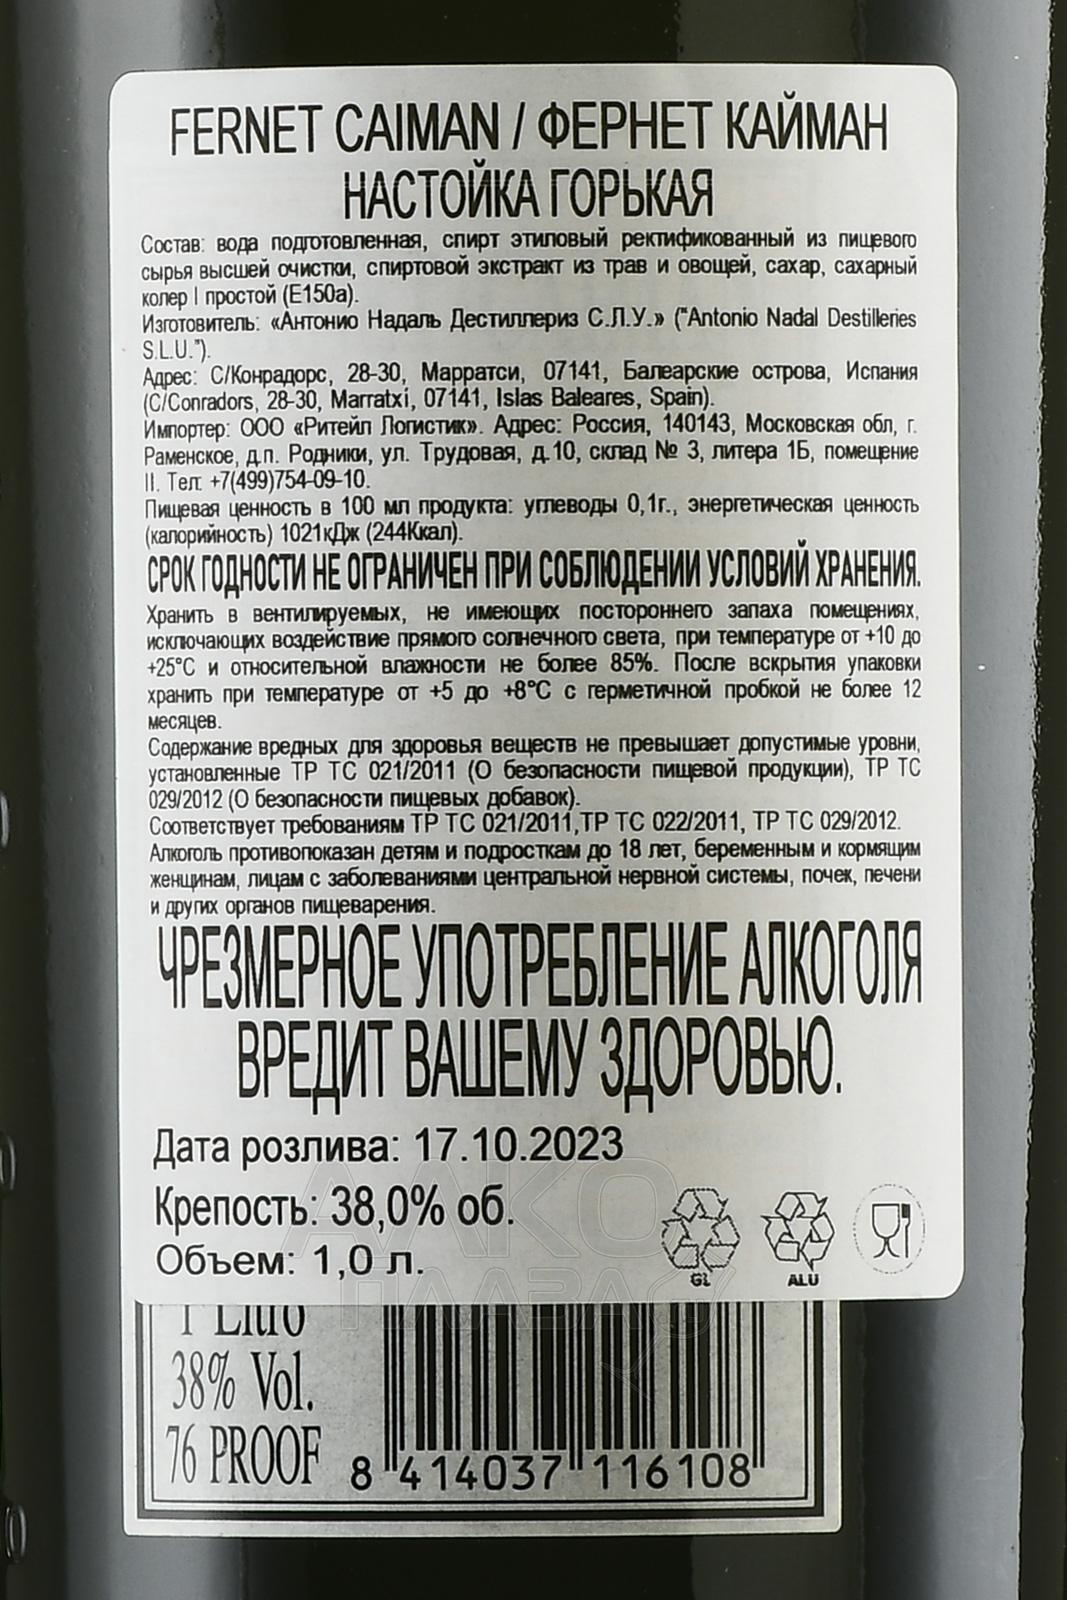 FERNET CAIMAN / ФЕРНЕТ КАЙМАН
НАСТОЙКА ГОРЬКАЯ
Состав: вода подготовленная, спирт этиловый ректификованный из пищевого
сырья высшей очистки, спиртовой экстракт из трав и овощей, сахар, сахарный
колер I простой (Е150а).
Изготовитель: «Антонио Надаль Дестиллериз С.Л.У.» ("Antonio Nadal Destilleries
S.L.U.").
Адрес: С/Конрадорс, 28-30, Марратси, 07141, Балеарские острова, Испания
(C/Conradors, 28-30, Marratxí, 07141, Islas Baleares, Spain).
Импортер: ООО «Ритейл Логистик». Адрес: Россия, 140143, Московская обл, г.
Раменское, д.п. Родники, ул. Трудовая, д.10, склад № 3, литера 1Б, помещение
II. Тел: +7(499)754-09-10.
Пищевая ценность в 100 мл продукта: углеводы 0,1г., энергетическая ценность
(калорийность) 1021кДж (244Ккал).
СРОК ГОДНОСТИ НЕ ОГРАНИЧЕН ПРИ СОБЛЮДЕНИИ УСЛОВИЙ ХРАНЕНИЯ.
Хранить в вентилируемых, не имеющих постороннего запаха помещениях,
исключающих воздействие прямого солнечного света, при температуре от +10 до
+25°С и относительной влажности не более 85%. После вскрытия упаковки
хранить при температуре от +5 до +8°С с герметичной пробкой не более 12
месяцев.
Содержание вредных для здоровья веществ не превышает допустимые уровни,
установленные ТР ТС 021/2011 (О безопасности пищевой продукции), ТР ТС
029/2012 (О безопасности пищевых добавок).
Соответствует требованиям ТР ТС 021/2011,ТР ТС 022/2011, ТР ТС 029/2012.
Алкоголь противопоказан детям и подросткам до 18 лет, беременным и кормящим
женщинам, лицам с заболеваниями центральной нервной системы, почек, печени
и других органов пищеварения.
ЧРЕЗМЕРНОЕ УПОТРЕБЛЕНИЕ АЛКОГОЛЯ
ВРЕДИТ ВАШЕМУ ЗДОРОВЬЮ.
Дата розлива: 17.10.2023
Крепость: 38,0% об.
Объем: 1,0 л.
GL ALU
1 Litro
38% Vol.
76 PROOF
8 414037 116108